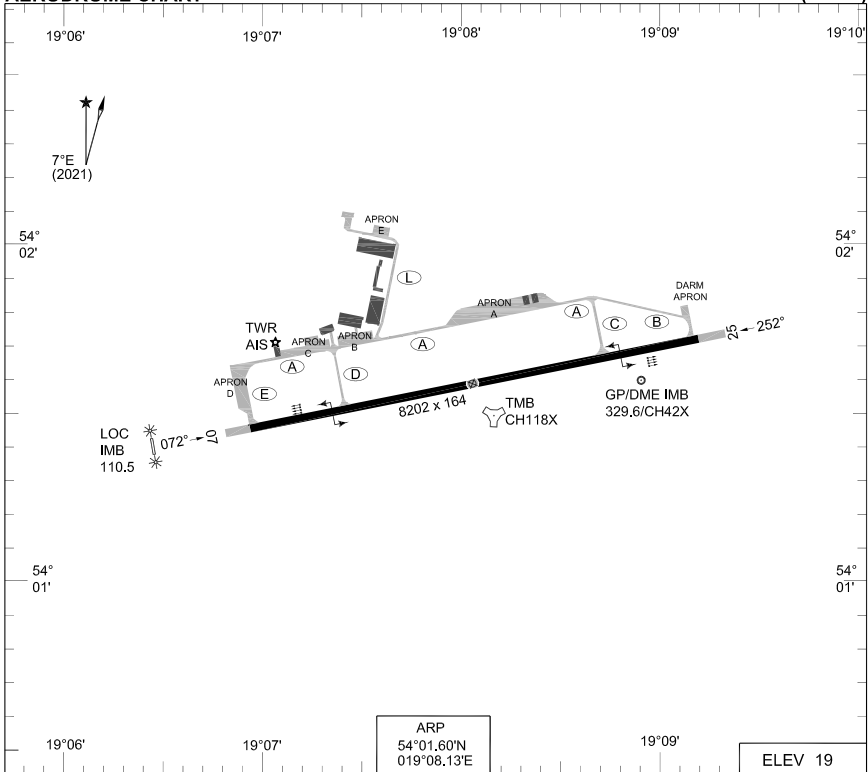 19°06'
19°07'
19°08'
19°09'
19°10'
7°E
(2021)
54°
02'
54°
02'
APRON
E
L
DARM
APRON
APRON
A
A
C
B
TWR
AIS
APRON
C
APRON
B
A
25
252°
A
D
APRON
D
E
8202 x 164
TMB
CH118X
GP/DME IMB
329.6/CH42X
LOC
IMB
110.5
072°
07
54°
01'
54°
01'
ARP
54°01.60'N
019°08.13'E
19°06'
19°07'
19°09'
ELEV 19